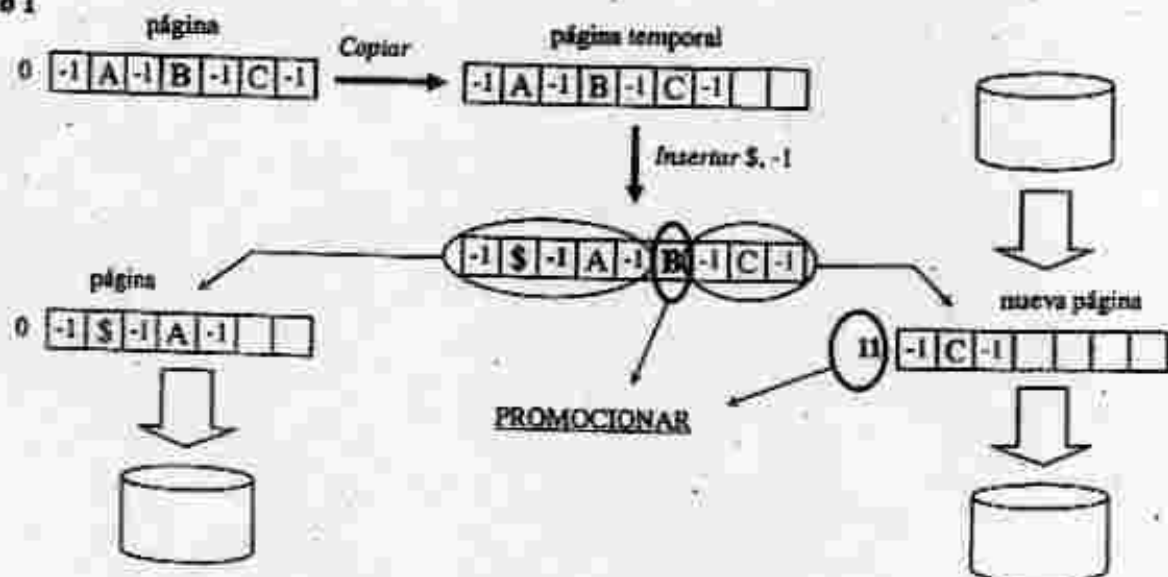 1
página
Copiar
página temporal
0 -1 A -1 B -1 C -1
-1 A -1 B -1 C -1
Insertar $, -1
-1 $ -1 A -1 B -1 C -1
página
nueva página
0 -1 $ -1 A -1
11 -1 C -1
PROMOCIONAR